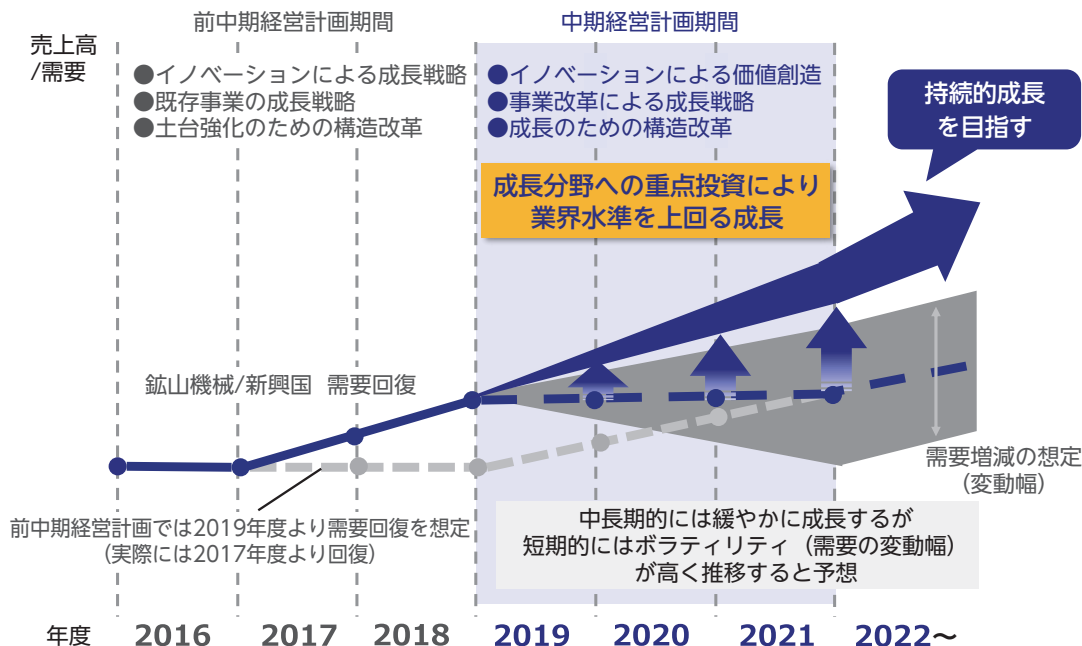 前中期経営計画期間
中期経営計画期間
売上高
/需要
●イノベーションによる成長戦略
●既存事業の成長戦略
●土台強化のための構造改革
●イノベーションによる価値創造
●事業改革による成長戦略
●成長のための構造改革
持続的成長
を目指す
成長分野への重点投資により
業界水準を上回る成長
鉱山機械/新興国 需要回復
需要増減の想定
(変動幅)
前中期経営計画では2019年度より需要回復を想定
(実際には2017年度より回復)
中長期的には緩やかに成長するが
短期的にはボラティリティ(需要の変動幅)
が高く推移すると予想
年度 2016 2017 2018 2019 2020 2021 2022～